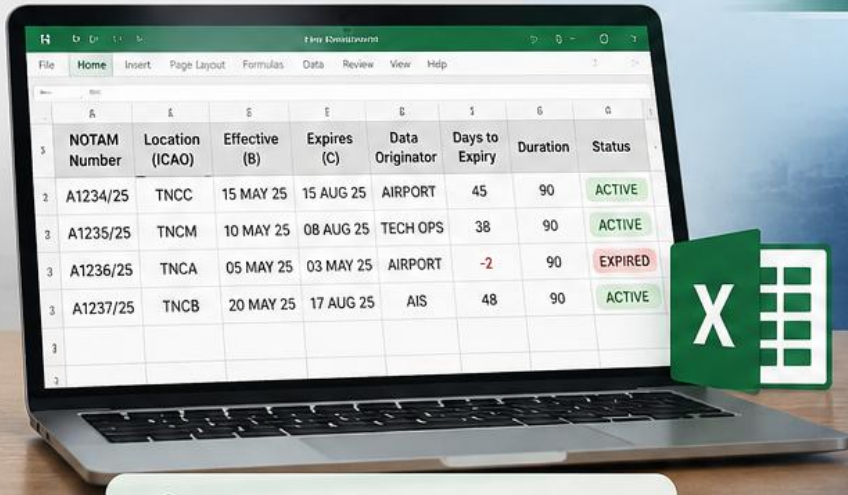 File Home Insert Page Layout Formulas Data Review View Help
NOTAM Number Location (ICAO) Effective (B) Expires (C) Data Originator Days to Expiry Duration Status
A1234/25 TNCC 15 MAY 25 15 AUG 25 AIRPORT 45 90 ACTIVE
A1235/25 TNCM 10 MAY 25 08 AUG 25 TECH OPS 38 90 ACTIVE
A1236/25 TNCA 05 MAY 25 03 MAY 25 AIRPORT -2 90 EXPIRED
A1237/25 TNCB 20 MAY 25 17 AUG 25 AIS 48 90 ACTIVE
X